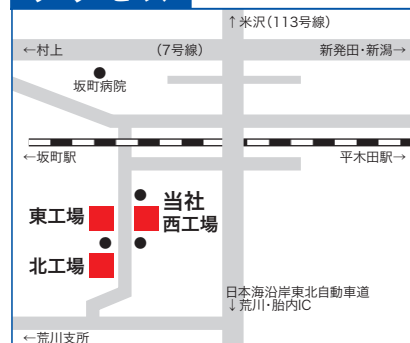 ↑米沢(113号線)
←村上
(7号線)
新発田・新潟→
坂町病院
←坂町駅
平木田駅→
当社
東工場
西工場
北工場
日本海沿岸東北自動車道
↓荒川・胎内IC
←荒川支所